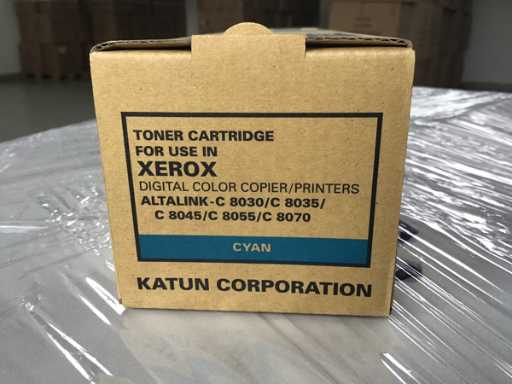 TONER CARTRIDGE
FOR USE IN
XEROX
DIGITAL COLOR COPIER/PRINTERS
ALTALINK-C 8030/C 8035/
C 8045/C 8055/C 8070
CYAN
KATUN CORPORATION